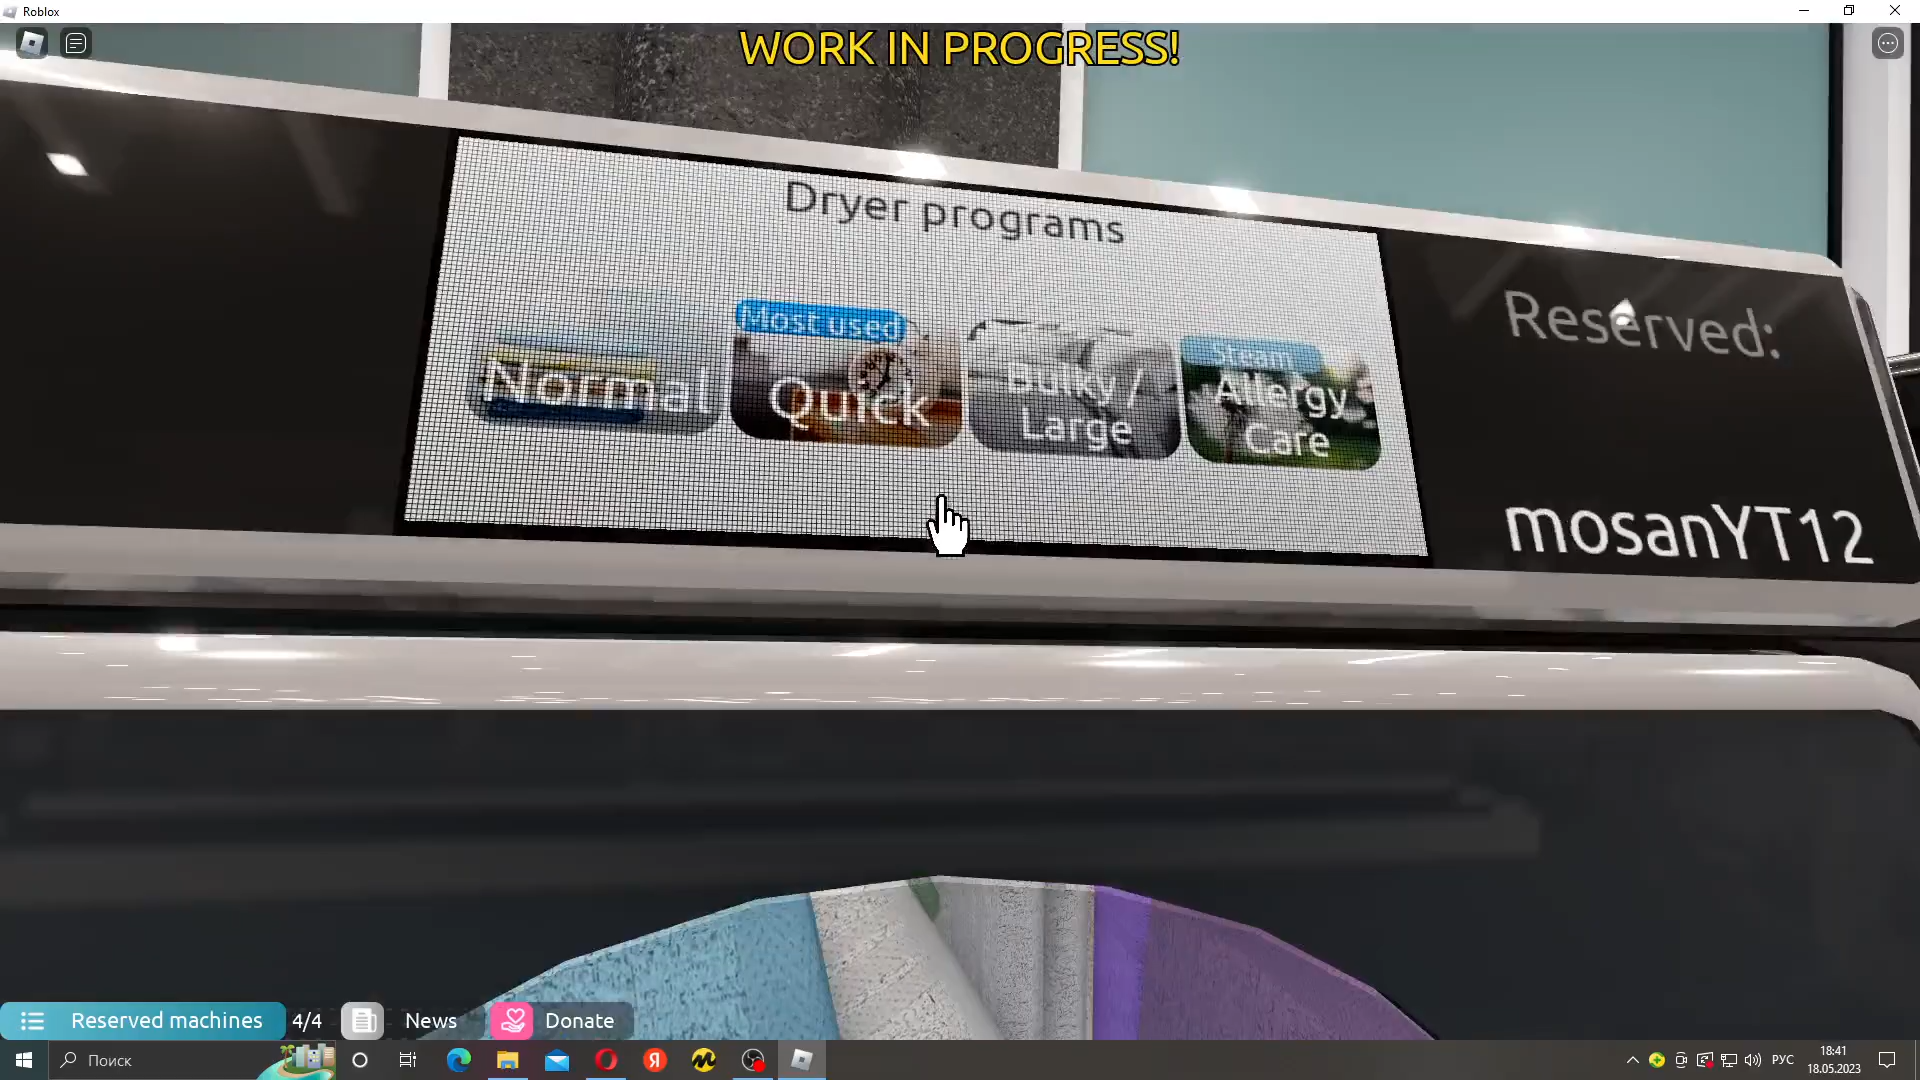 Roblox
WORK IN PROGRESS!
Dryer programs
Most used
Steam
Normal
Quick
Bulky /
Large
Allergy
Care
Reserved:
mosanYT12
Reserved machines
4/4
News
Donate
Поиск
РУС
18:41
18.05.2023